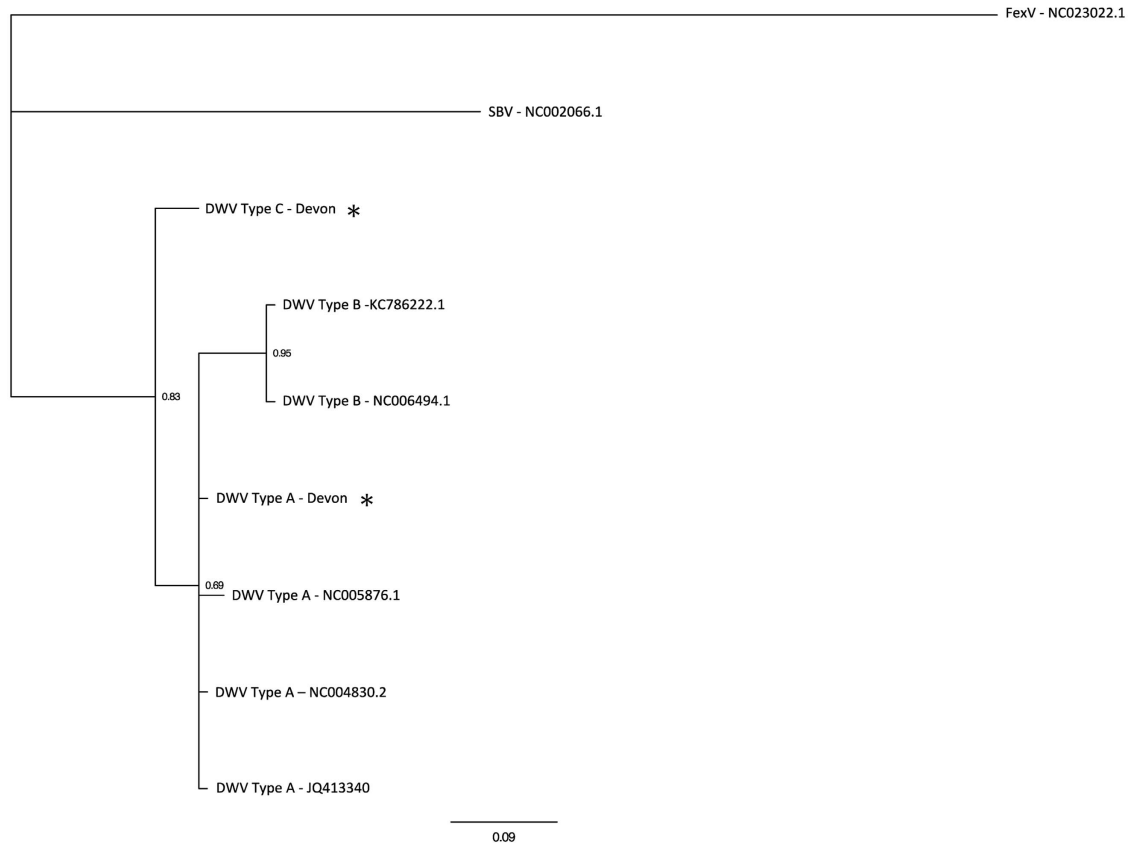 FexV - NC023022.1
SBV - NC002066.1
DWV Type C - Devon *
DWV Type B -KC786222.1
0.95
DWV Type B - NC006494.1
0.83
DWV Type A - Devon *
0.69
DWV Type A - NC005876.1
DWV Type A – NC004830.2
DWV Type A - JQ413340
0.09